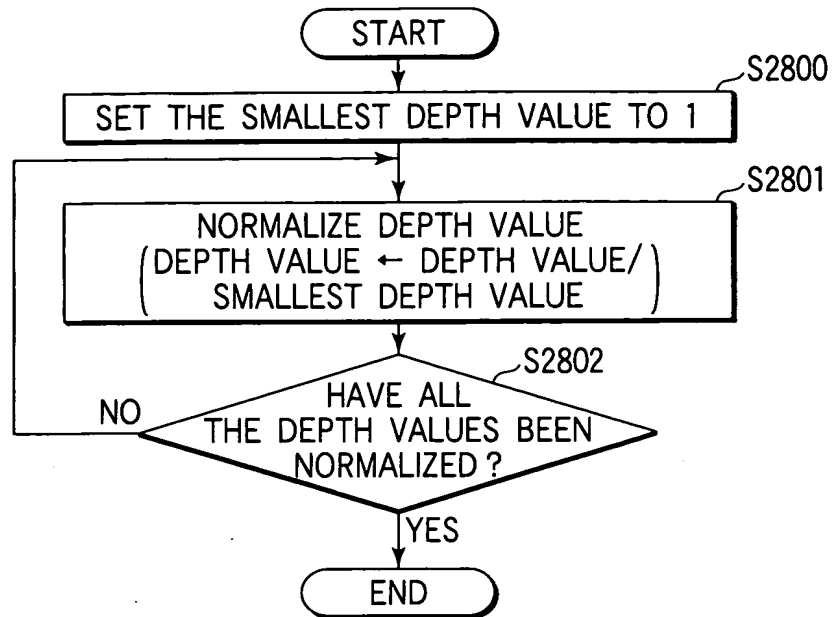 START
S2800
SET THE SMALLEST DEPTH VALUE TO 1
S2801
NORMALIZE DEPTH VALUE
(DEPTH VALUE ← DEPTH VALUE/
SMALLEST DEPTH VALUE)
S2802
HAVE ALL
THE DEPTH VALUES BEEN
NORMALIZED?
NO
YES
END